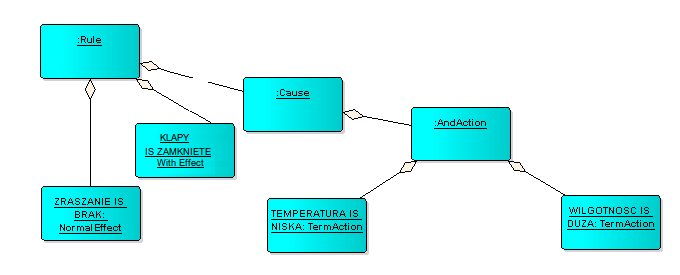 :Rule
:Cause
:AndAction
KLAPY
IS ZAMKNIETE
With Effect
ZRASZANIE IS
BRAK:
Normal Effect
TEMPERATURA IS
NISKA: TermAction
WILGOTNOSC IS
DUZA: TermAction